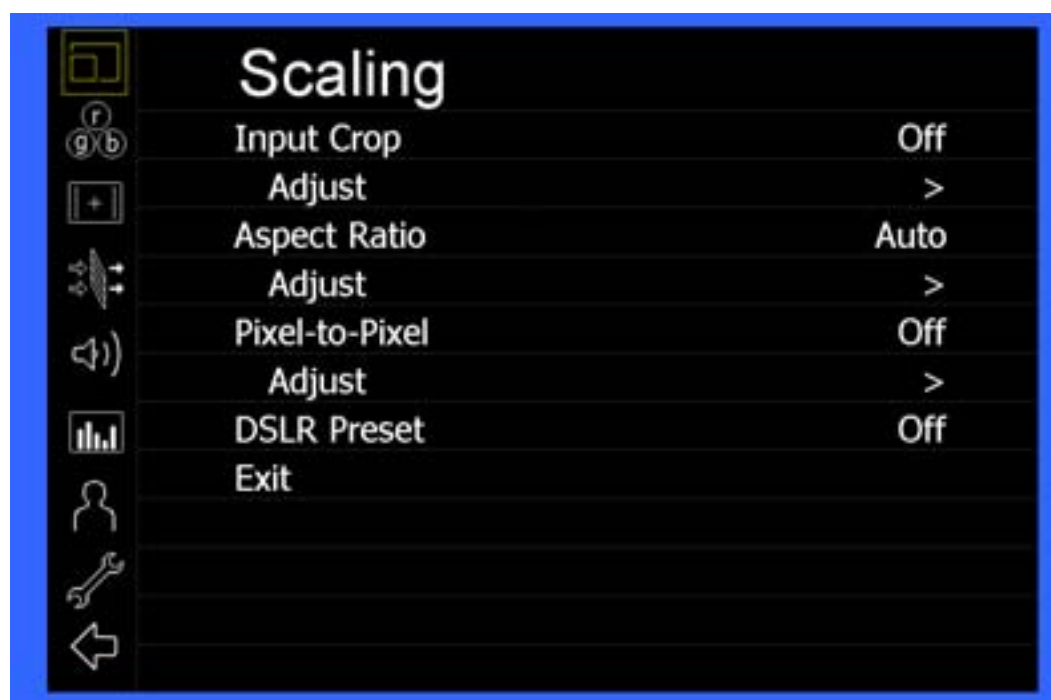 Scaling
r
g b
Input Crop Off
Adjust >
Aspect Ratio Auto
Adjust >
Pixel-to-Pixel Off
Adjust >
DSLR Preset Off
Exit